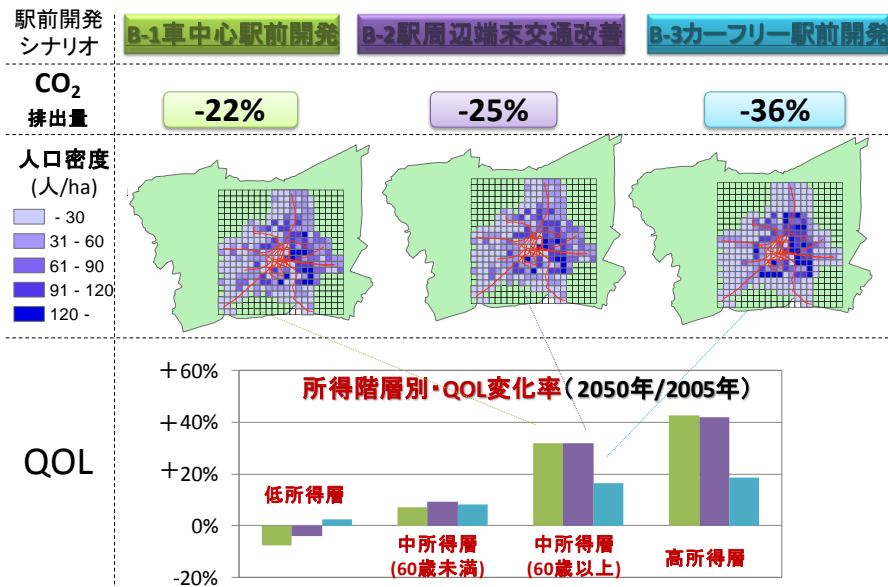 駅前開発
シナリオ
B-1車中心駅前開発
B-2駅周辺端末交通改善
B-3カーフリー駅前開発
CO₂
排出量
-22%
-25%
-36%
人口密度
(人/ha)
- 30
31 - 60
61 - 90
91 - 120
120 -
QOL
所得階層別・QOL変化率(2050年/2005年)
+60%
+40%
+20%
0%
-20%
低所得層
中所得層
(60歳未満)
中所得層
(60歳以上)
高所得層